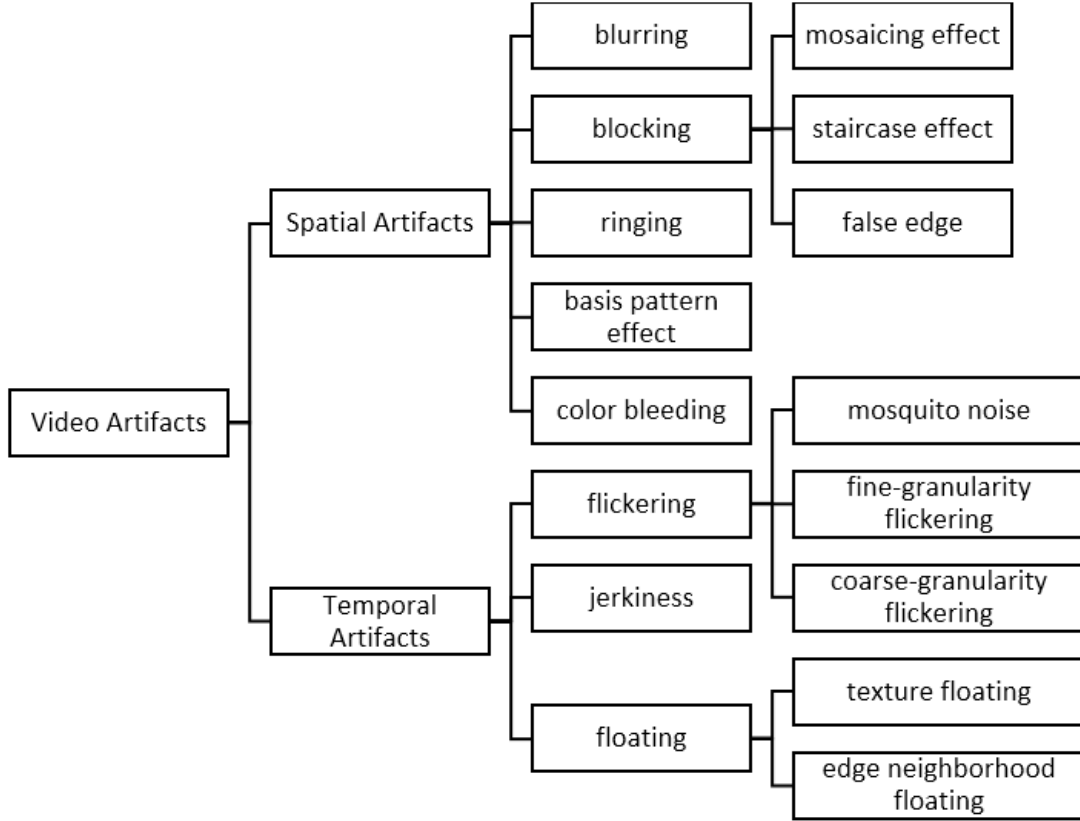 Video Artifacts
Spatial Artifacts
blurring
blocking
mosaicing effect
staircase effect
false edge
ringing
basis pattern
effect
color bleeding
Temporal
Artifacts
flickering
mosquito noise
fine-granularity
flickering
coarse-granularity
flickering
jerkiness
floating
texture floating
edge neighborhood
floating